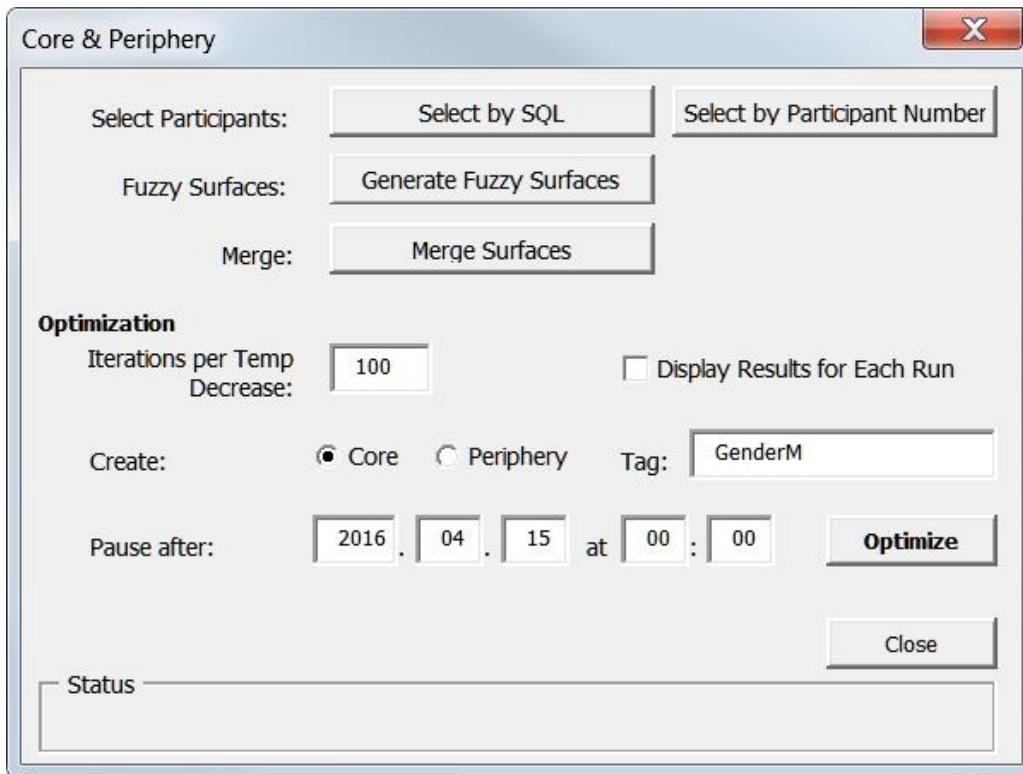 Core & Periphery
Select Participants: Select by SQL Select by Participant Number
Fuzzy Surfaces: Generate Fuzzy Surfaces
Merge: Merge Surfaces
Optimization
Iterations per Temp
Decrease: 100 Display Results for Each Run
Create: Core Periphery Tag: GenderM
Pause after: 2016 . 04 . 15 at 00 : 00 Optimize
Close
Status